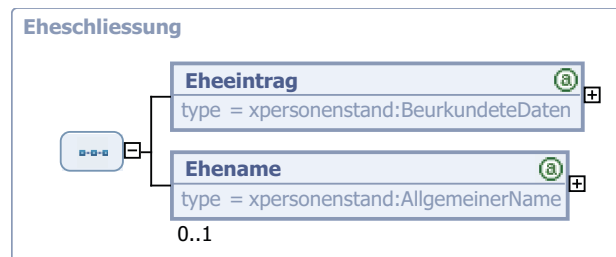 Eheschliessung
Eheeintrag
type = xpersonenstand:BeurkundeteDaten
Ehename
type = xpersonenstand:AllgemeinerName
0..1